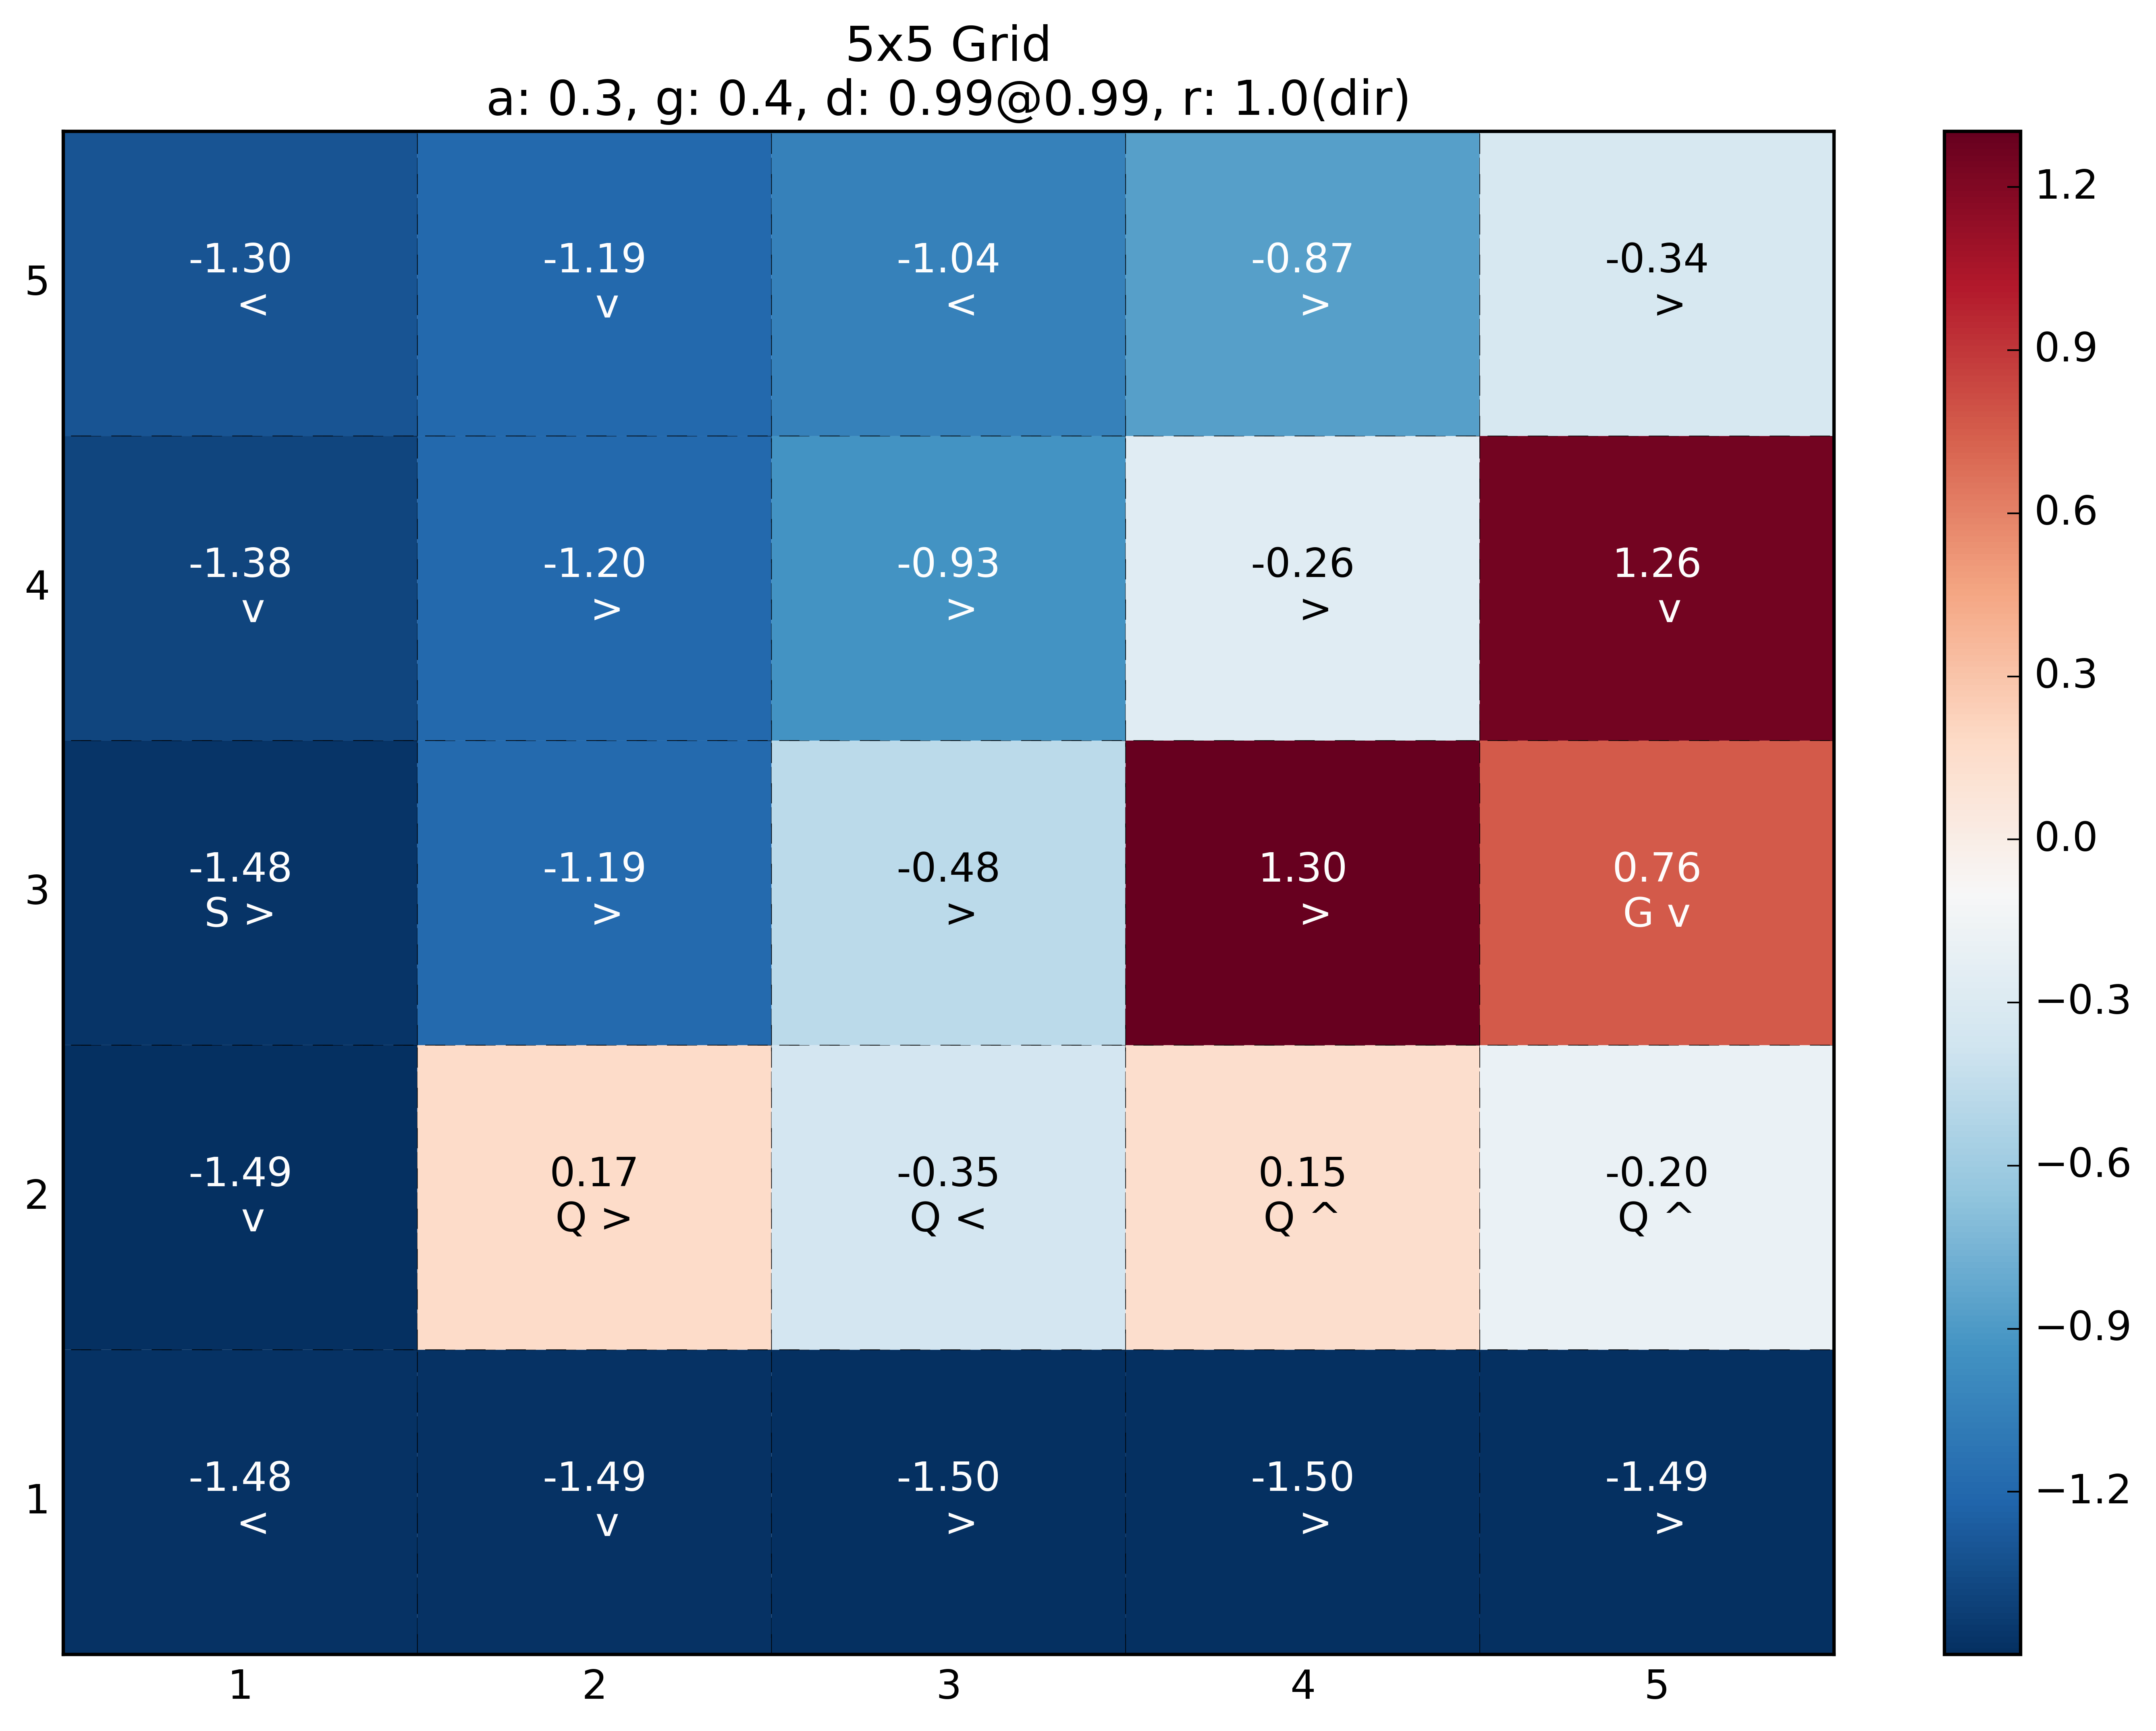 5x5 Grid
a: 0.3, g: 0.4, d: 0.99@0.99, r: 1.0(dir)
5
-1.30 -1.19 -1.04 -0.87 -0.34
< v < > >
4
-1.38 -1.20 -0.93 -0.26 1.26
v > > > v
3
-1.48 -1.19 -0.48 1.30 0.76
S > > > > G v
2
-1.49 0.17 -0.35 0.15 -0.20
v Q > Q < Q ^ Q ^
1
-1.48 -1.49 -1.50 -1.50 -1.49
< v > > >
1 2 3 4 5
1.2
0.9
0.6
0.3
0.0
−0.3
−0.6
−0.9
−1.2